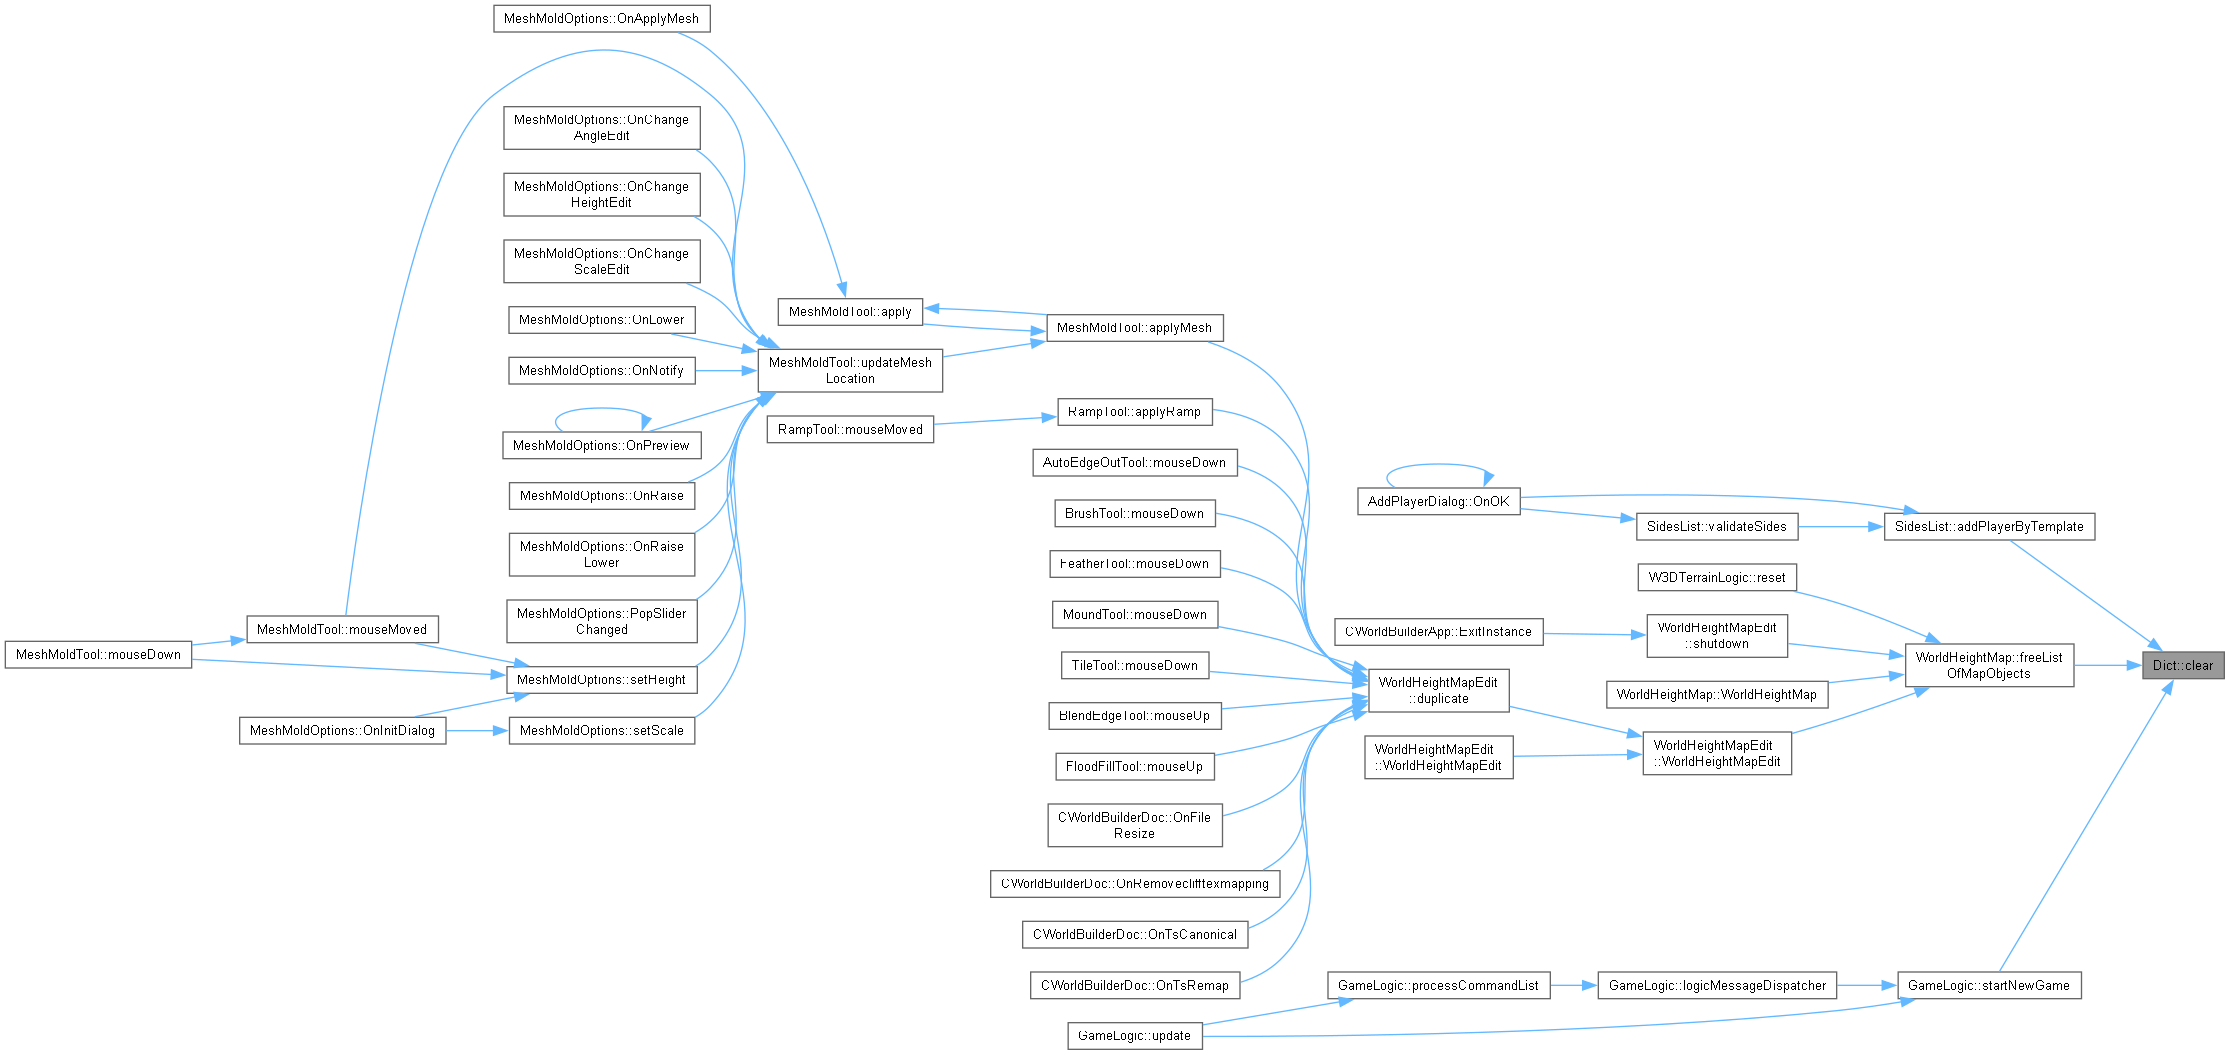 MeshMoldOptions::OnApplyMesh
MeshMoldOptions::OnChange
AngleEdit
MeshMoldOptions::OnChange
HeightEdit
MeshMoldOptions::OnChange
ScaleEdit
MeshMoldOptions::OnLower
MeshMoldOptions::OnNotify
MeshMoldOptions::OnPreview
MeshMoldOptions::OnRaise
MeshMoldOptions::OnRaise
Lower
MeshMoldOptions::PopSlider
Changed
MeshMoldTool::mouseMoved
MeshMoldTool::mouseDown
MeshMoldOptions::setHeight
MeshMoldOptions::OnInitDialog
MeshMoldOptions::setScale
MeshMoldTool::apply
MeshMoldTool::updateMesh
Location
RampTool::mouseMoved
MeshMoldTool::applyMesh
RampTool::applyRamp
AutoEdgeOutTool::mouseDown
BrushTool::mouseDown
FeatherTool::mouseDown
MoundTool::mouseDown
TileTool::mouseDown
BlendEdgeTool::mouseUp
FloodFillTool::mouseUp
CWorldBuilderDoc::OnFile
Resize
CWorldBuilderDoc::OnRemoveclifftexmapping
CWorldBuilderDoc::OnTsCanonical
CWorldBuilderDoc::OnTsRemap
GameLogic::update
AddPlayerDialog::OnOK
CWorldBuilderApp::ExitInstance
WorldHeightMapEdit
::duplicate
WorldHeightMapEdit
::WorldHeightMapEdit
GameLogic::processCommandList
SidesList::validateSides
W3DTerrainLogic::reset
WorldHeightMapEdit
::shutdown
WorldHeightMap::WorldHeightMap
WorldHeightMapEdit
::WorldHeightMapEdit
GameLogic::logicMessageDispatcher
SidesList::addPlayerByTemplate
WorldHeightMap::freeList
OfMapObjects
GameLogic::startNewGame
Dict::clear